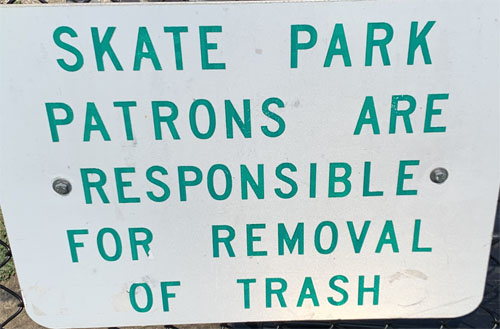 SKATE PARK
PATRONS ARE
RESPONSIBLE
FOR REMOVAL
OF TRASH